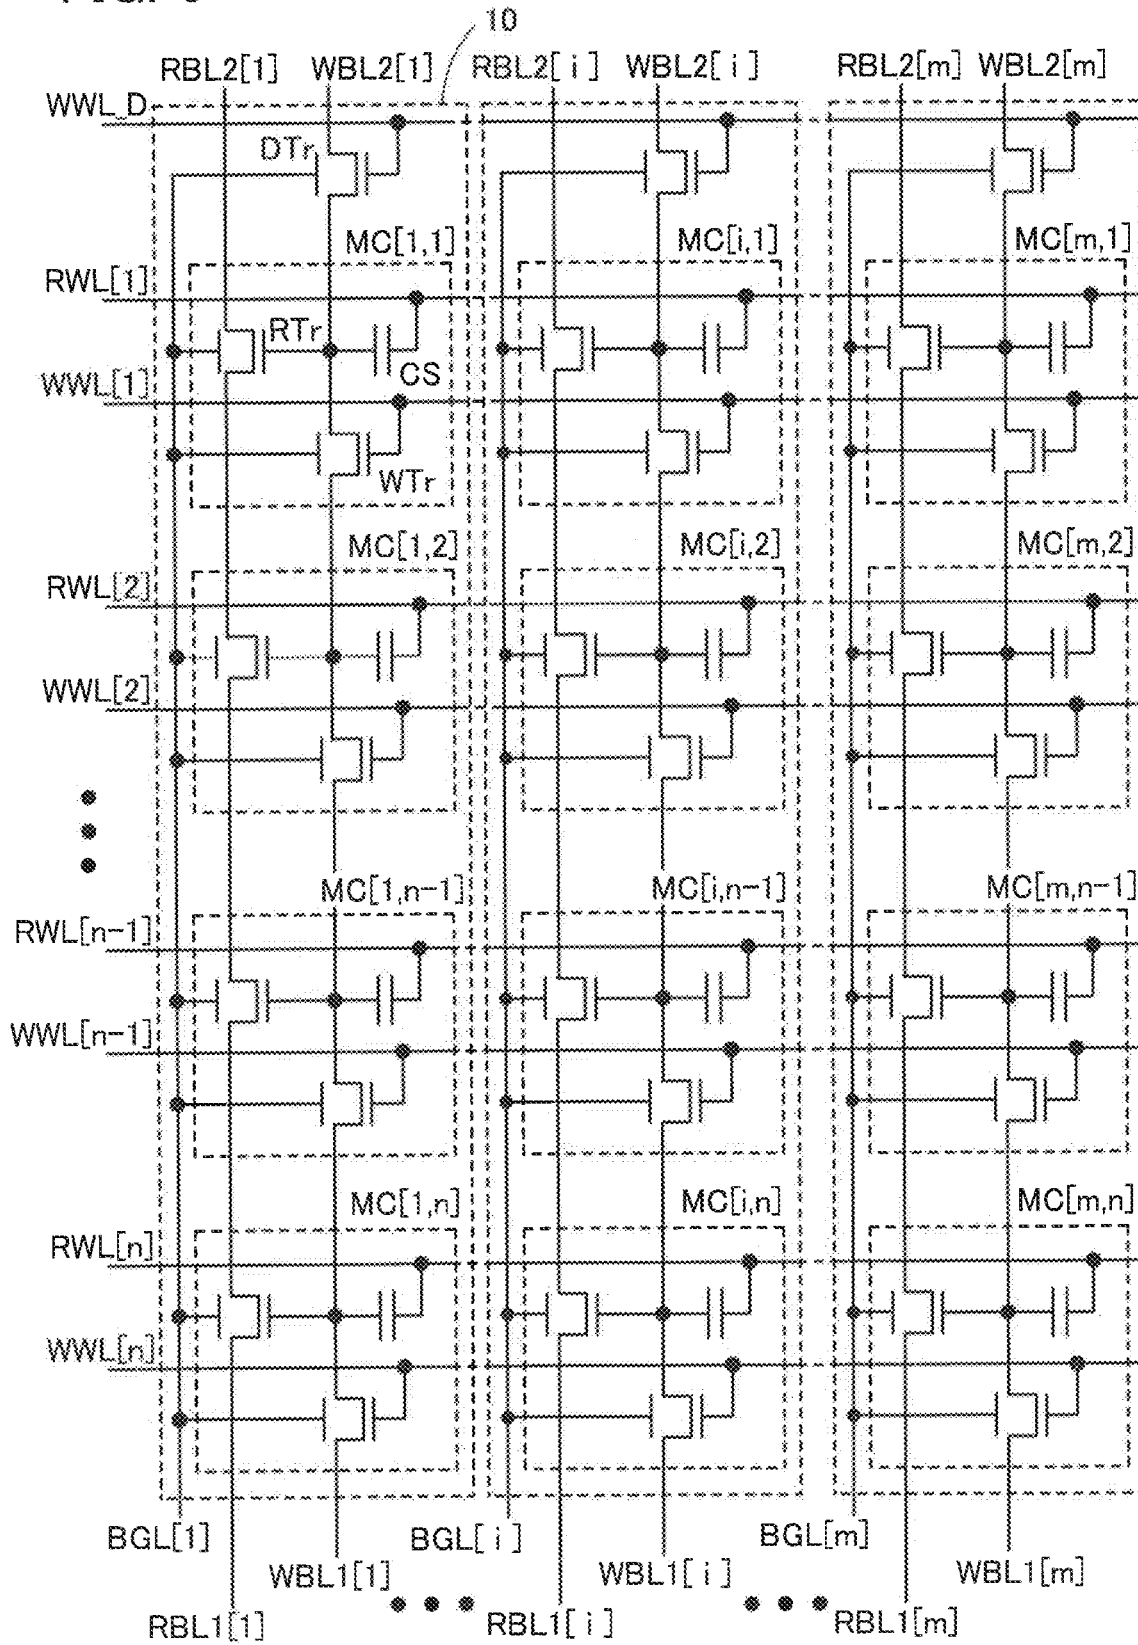 10
RBL2[1] WBL2[1] RBL2[i] WBL2[i] RBL2[m] WBL2[m]
WWL_D
DTr
MC[1,1] MC[i,1] MC[m,1]
RWL[1]
RTr
CS
WWL[1]
WTr
MC[1,2] MC[i,2] MC[m,2]
RWL[2]
WWL[2]
MC[1,n-1] MC[i,n-1] MC[m,n-1]
RWL[n-1]
WWL[n-1]
MC[1,n] MC[i,n] MC[m,n]
RWL[n]
WWL[n]
BGL[1] BGL[i] BGL[m]
WBL1[1] WBL1[i] WBL1[m]
RBL1[1] RBL1[i] RBL1[m]